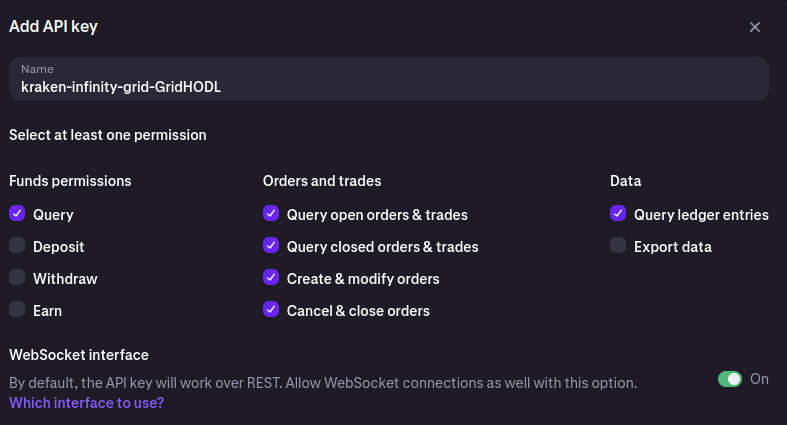 Add API key
Name
kraken-infinity-grid-GridHODL
Select at least one permission
Funds permissions
Query
Deposit
Withdraw
Earn
Orders and trades
Query open orders & trades
Query closed orders & trades
Create & modify orders
Cancel & close orders
Data
Query ledger entries
Export data
WebSocket interface
By default, the API key will work over REST. Allow WebSocket connections as well with this option.
Which interface to use?
On